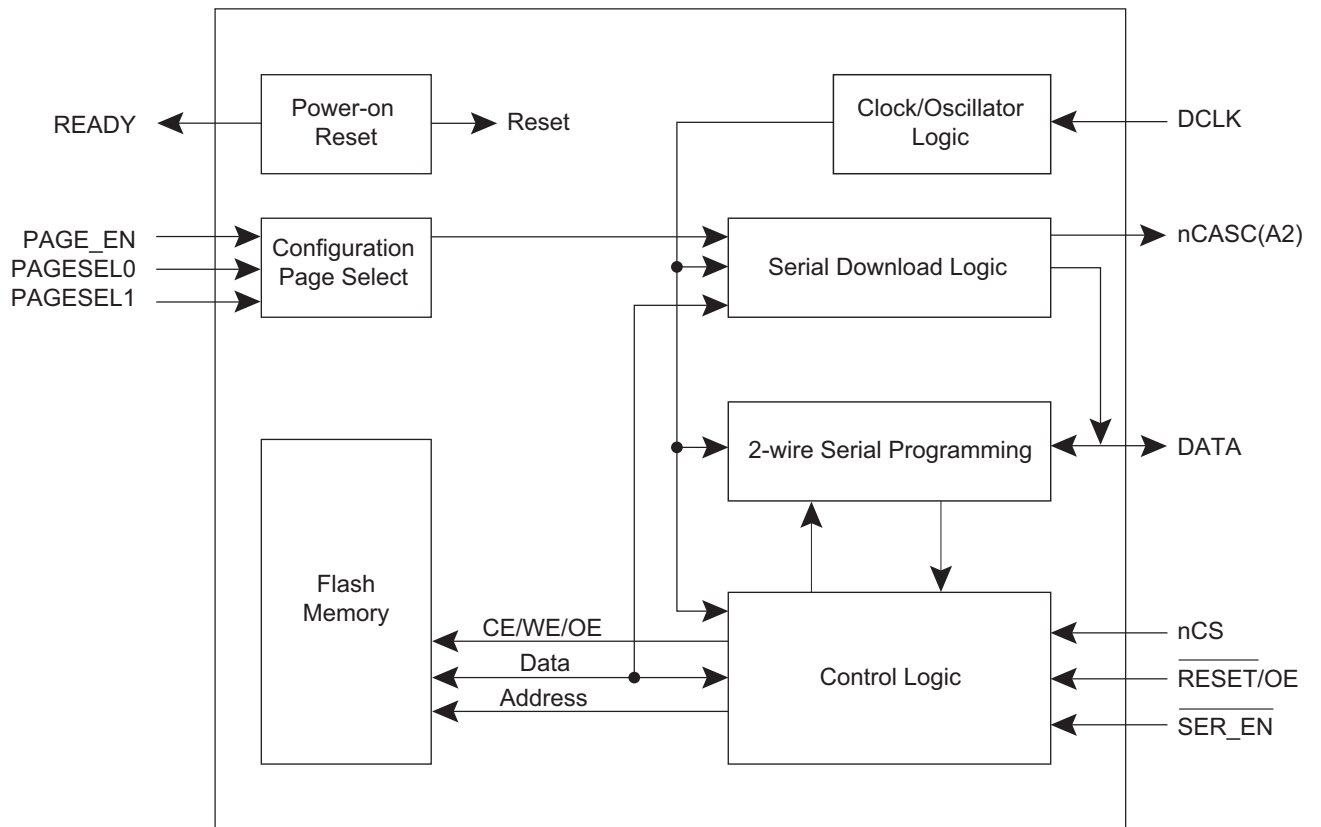 READY
Power-on
Reset
Reset
Clock/Oscillator
Logic
DCLK
PAGE_EN
PAGESEL0
PAGESEL1
Configuration
Page Select
Serial Download Logic
nCASC(A2)
2-wire Serial Programming
DATA
Flash
Memory
CE/WE/OE
Data
Address
Control Logic
nCS
RESET/OE
SER_EN